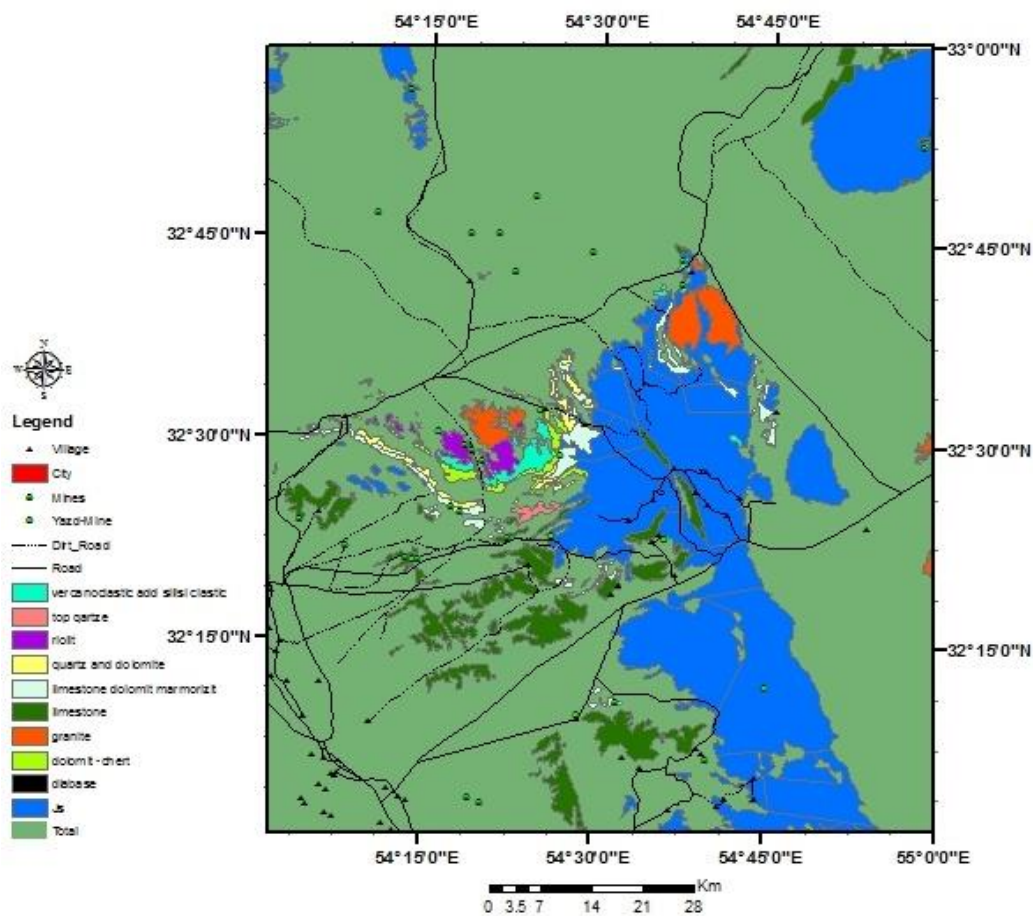 54°15'0"E 54°30'0"E 54°45'0"E
33°0'0"N
32°45'0"N 32°45'0"N
N
W E
S
Legend
Village
City
Mines
Yazd-Mine
Dirt_Road
Road
vercanoclastic add silisi clastic
top qartze
riolit
quartz and dolomite
limestone dolomit marmorizit
limestone
granite
dolomit - chert
diabase
Js
Total
32°30'0"N 32°30'0"N
32°15'0"N 32°15'0"N
54°15'0"E 54°30'0"E 54°45'0"E 55°0'0"E
Km
0 3.5 7 14 21 28